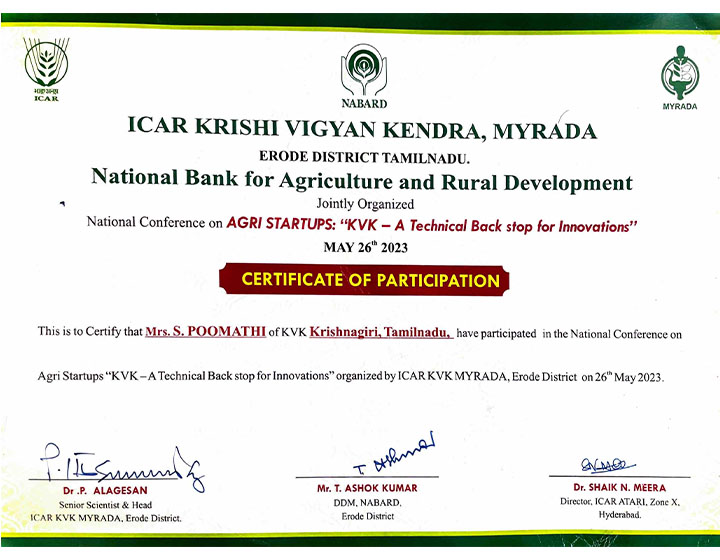 भाकृअनुप
ICAR
NABARD
MYRADA
ICAR KRISHI VIGYAN KENDRA, MYRADA
ERODE DISTRICT TAMILNADU.
National Bank for Agriculture and Rural Development
Jointly Organized
National Conference on AGRI STARTUPS: “KVK – A Technical Back stop for Innovations”
MAY 26th 2023
CERTIFICATE OF PARTICIPATION
This is to Certify that Mrs. S. POOMATHI of KVK Krishnagiri, Tamilnadu, have participated in the National Conference on
Agri Startups “KVK – A Technical Back stop for Innovations” organized by ICAR KVK MYRADA, Erode District on 26th May 2023.
T. Ashmar
Dr .P. ALAGESAN
Senior Scientist & Head
ICAR KVK MYRADA, Erode District.
Mr. T. ASHOK KUMAR
DDM, NABARD,
Erode District
Dr. SHAIK N. MEERA
Director, ICAR ATARI, Zone X,
Hyderabad.